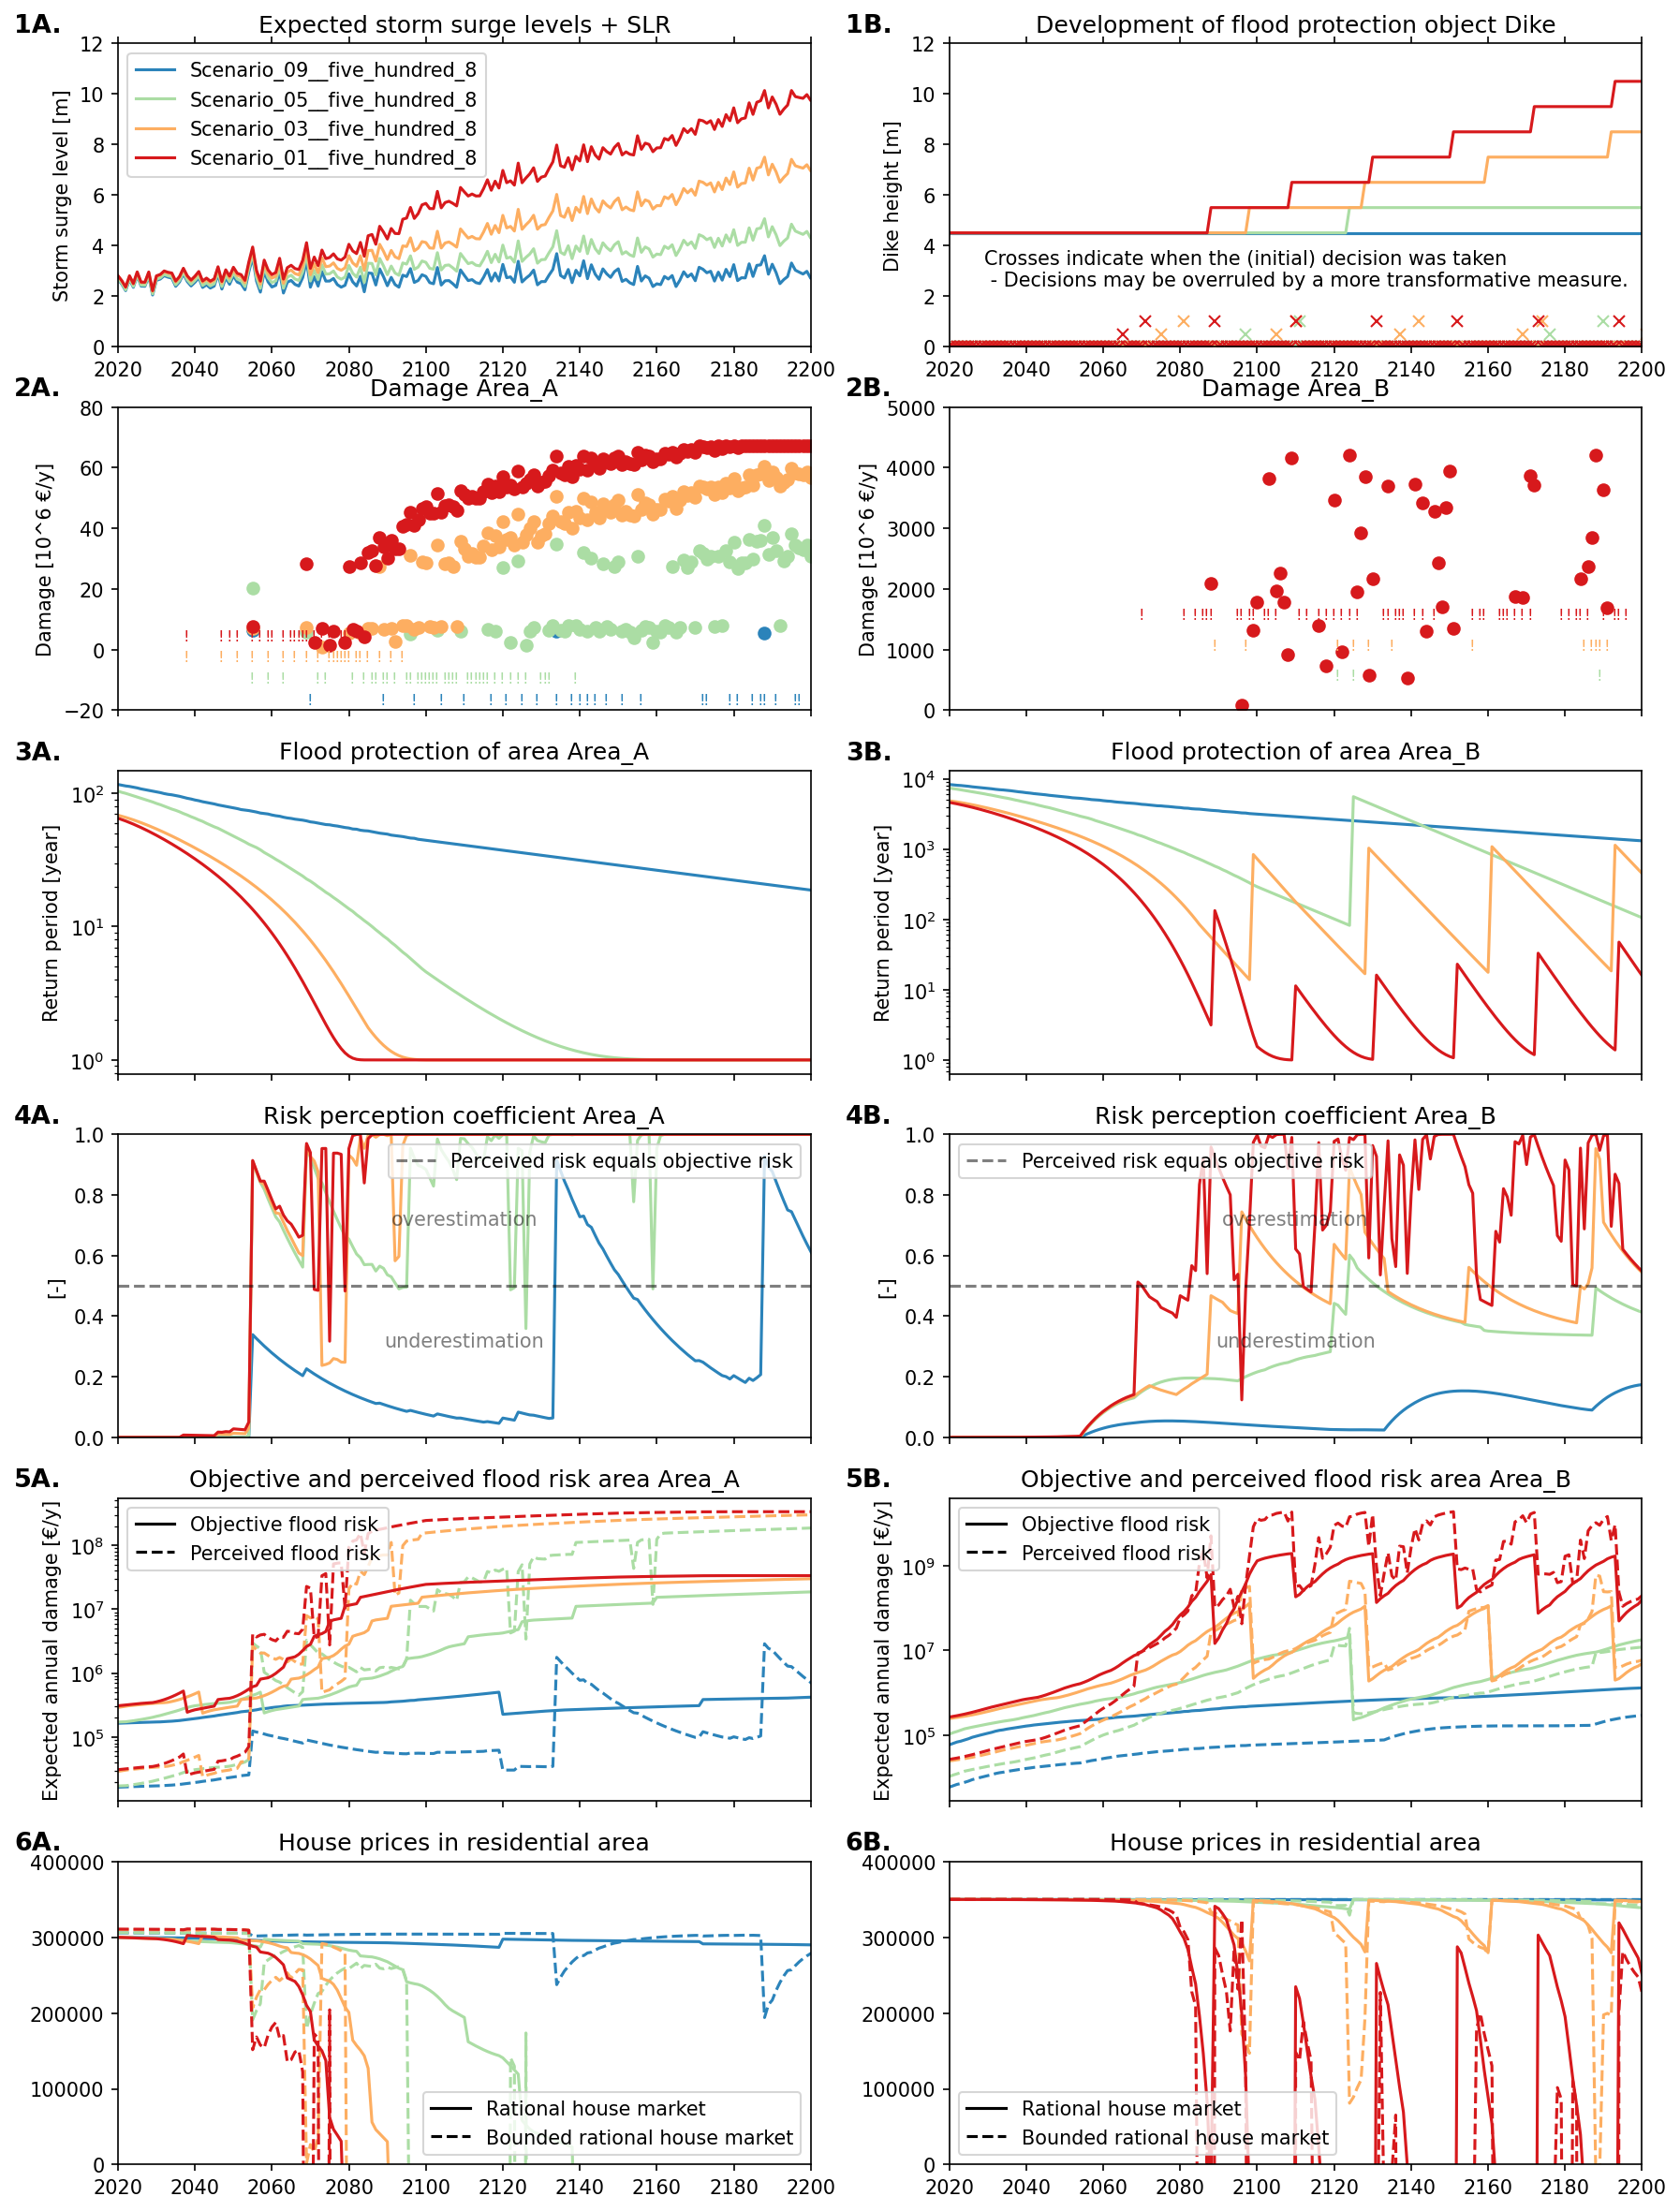 1A.
Expected storm surge levels + SLR
Storm surge level [m]
12
10
8
6
4
2
0
Scenario_09__five_hundred_8
Scenario_05__five_hundred_8
Scenario_03__five_hundred_8
Scenario_01__five_hundred_8
2020 2040 2060 2080 2100 2120 2140 2160 2180 2200
1B.
Development of flood protection object Dike
Dike height [m]
12
10
8
6
4
2
0
Crosses indicate when the (initial) decision was taken
- Decisions may be overruled by a more transformative measure.
2020 2040 2060 2080 2100 2120 2140 2160 2180 2200
2A.
Damage Area_A
Damage [10^6 €/y]
80
60
40
20
0
−20
2B.
Damage Area_B
Damage [10^6 €/y]
5000
4000
3000
2000
1000
0
3A.
Flood protection of area Area_A
Return period [year]
10²
10¹
10⁰
3B.
Flood protection of area Area_B
Return period [year]
10⁴
10³
10²
10¹
10⁰
4A.
Risk perception coefficient Area_A
[-]
1.0
0.8
0.6
0.4
0.2
0.0
Perceived risk equals objective risk
overestimation
underestimation
4B.
Risk perception coefficient Area_B
[-]
1.0
0.8
0.6
0.4
0.2
0.0
Perceived risk equals objective risk
overestimation
underestimation
5A.
Objective and perceived flood risk area Area_A
Expected annual damage [€/y]
10⁸
10⁷
10⁶
10⁵
Objective flood risk
Perceived flood risk
5B.
Objective and perceived flood risk area Area_B
Expected annual damage [€/y]
10⁹
10⁷
10⁵
Objective flood risk
Perceived flood risk
6A.
House prices in residential area
400000
300000
200000
100000
0
Rational house market
Bounded rational house market
2020 2040 2060 2080 2100 2120 2140 2160 2180 2200
6B.
House prices in residential area
400000
300000
200000
100000
0
Rational house market
Bounded rational house market
2020 2040 2060 2080 2100 2120 2140 2160 2180 2200